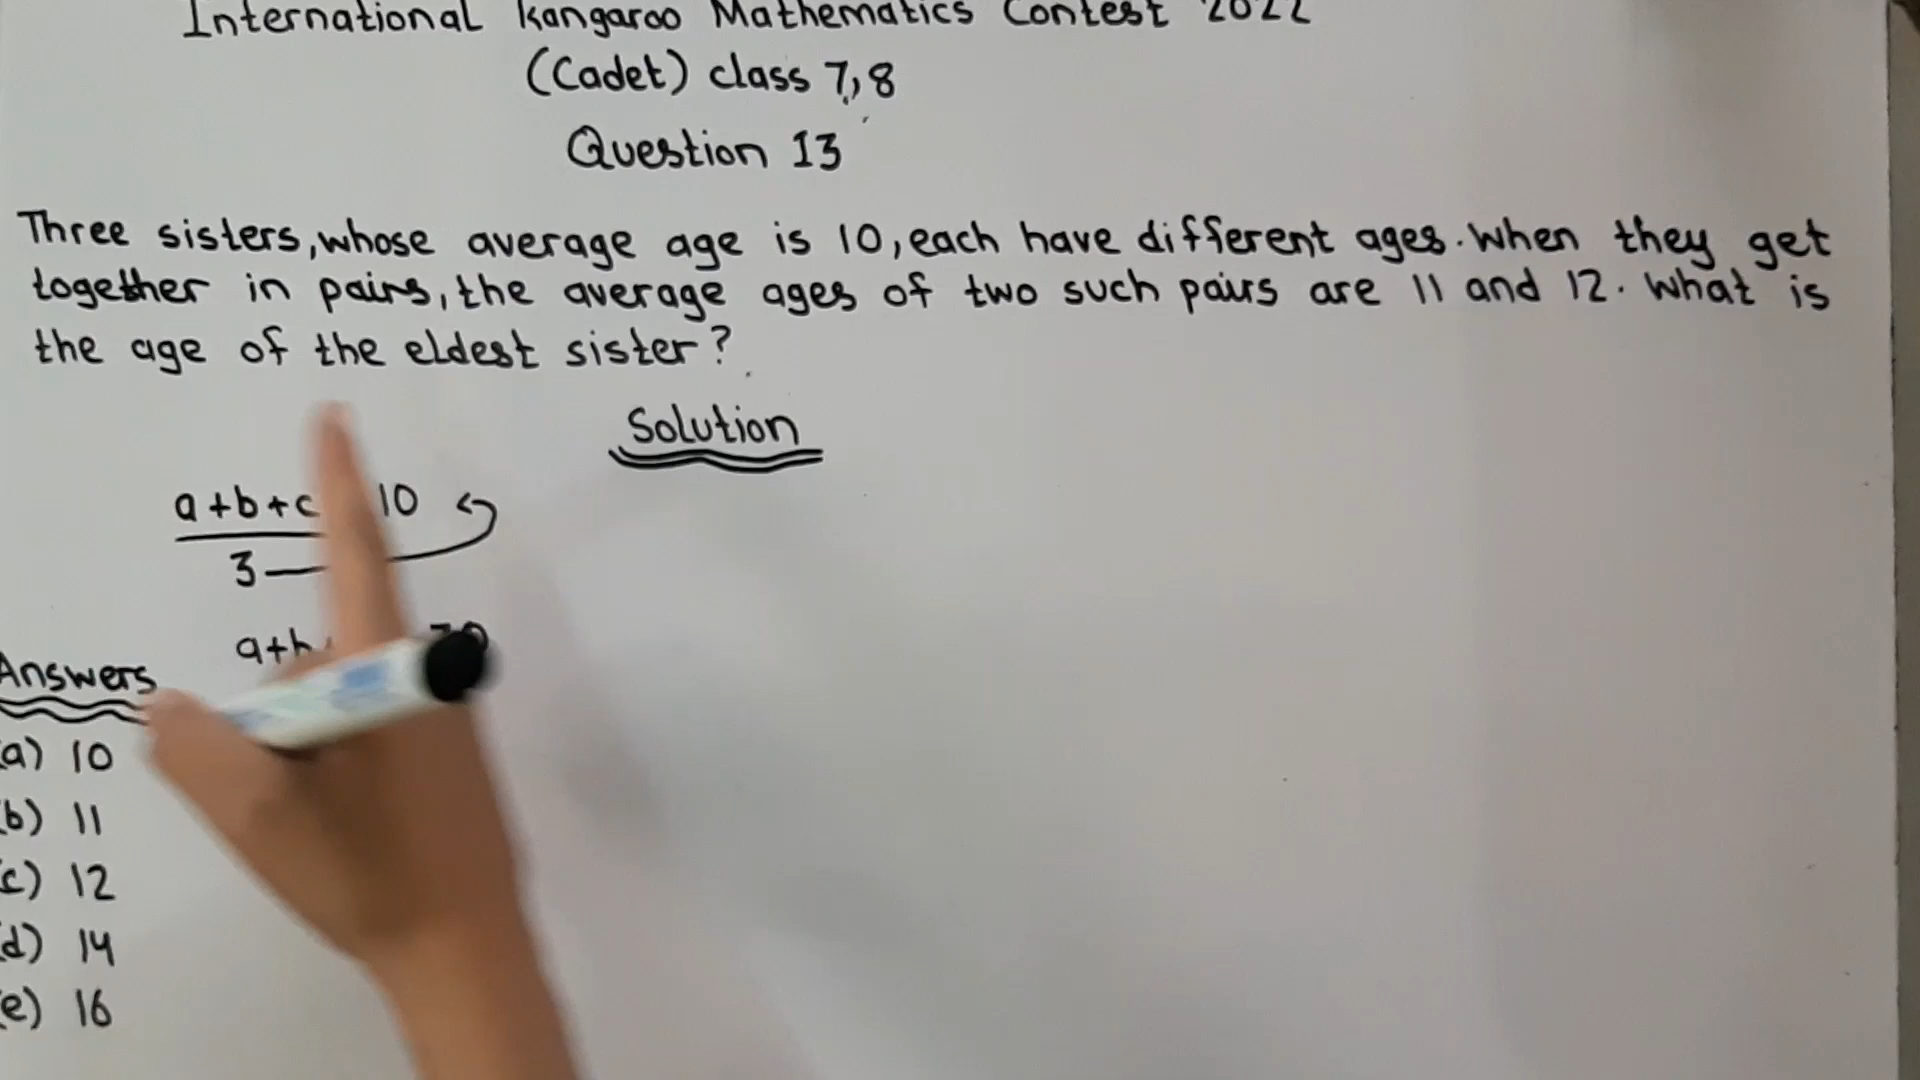 International Kangaroo Mathematics Contest 2022
(Cadet) class 7,8
Question 13
Three sisters, whose average age is 10, each have different ages. When they get
together in pairs, the average ages of two such pairs are 11 and 12. What is
the age of the eldest sister?
Solution
a+b+c 10
3
a+b
Answers
(a) 10
(b) 11
(c) 12
(d) 14
(e) 16